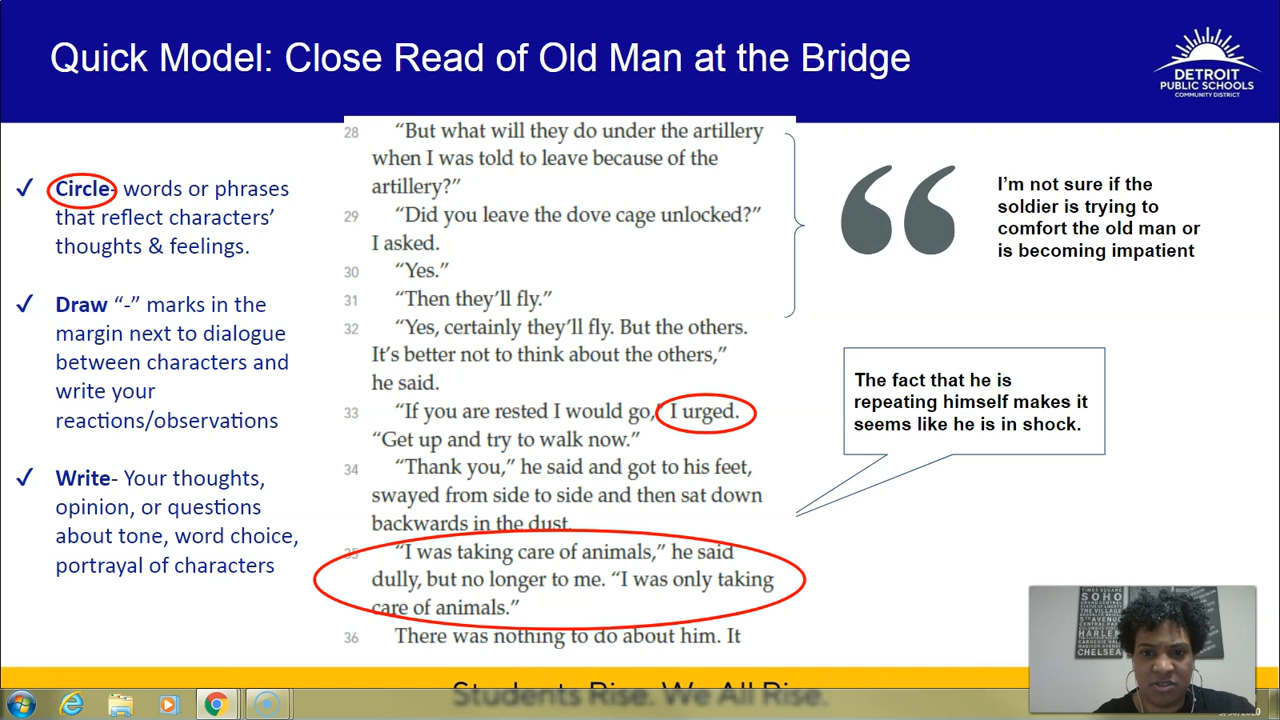 Quick Model: Close Read of Old Man at the Bridge
DETROIT
PUBLIC SCHOOLS
COMMUNITY DISTRICT
✓ Circle- words or phrases
that reflect characters’
thoughts & feelings.
✓ Draw “-” marks in the
margin next to dialogue
between characters and
write your
reactions/observations
✓ Write- Your thoughts,
opinion, or questions
about tone, word choice,
portrayal of characters
28 “But what will they do under the artillery
when I was told to leave because of the
artillery?”
29 “Did you leave the dove cage unlocked?”
I asked.
30 “Yes.”
31 “Then they’ll fly.”
32 “Yes, certainly they’ll fly. But the others.
It’s better not to think about the others,”
he said.
33 “If you are rested I would go,” I urged.
“Get up and try to walk now.”
34 “Thank you,” he said and got to his feet,
swayed from side to side and then sat down
backwards in the dust.
35 “I was taking care of animals,” he said
dully, but no longer to me. “I was only taking
care of animals.”
36 There was nothing to do about him. It
“
I’m not sure if the
soldier is trying to
comfort the old man or
is becoming impatient
The fact that he is
repeating himself makes it
seems like he is in shock.
TIMES SQUARE
SOHO
THE VILLAGE
5TH AVENUE
HARLEM
CHELSEA
Students Rise. We All Rise.